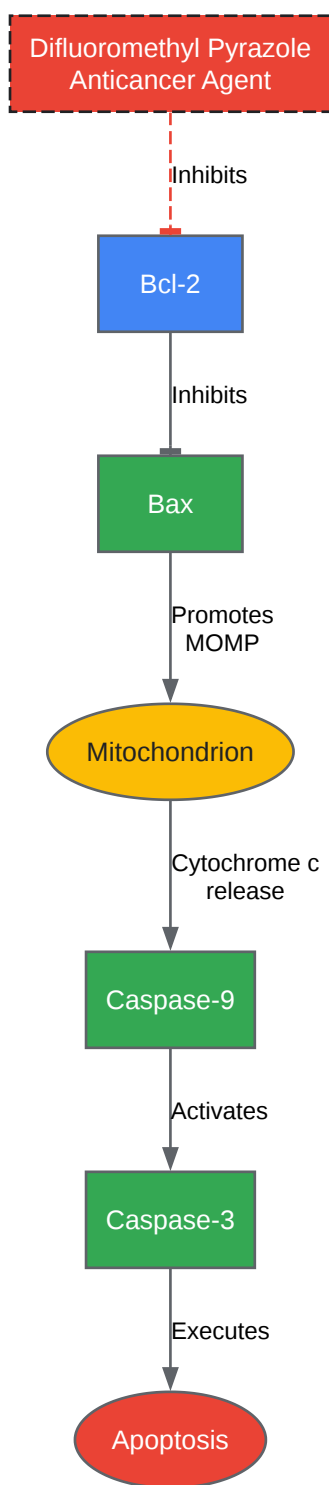 Difluoromethyl Pyrazole
Anticancer Agent
Inhibits
Bcl-2
Inhibits
Bax
Promotes
MOMP
Mitochondrion
Cytochrome c
release
Caspase-9
Activates
Caspase-3
Executes
Apoptosis